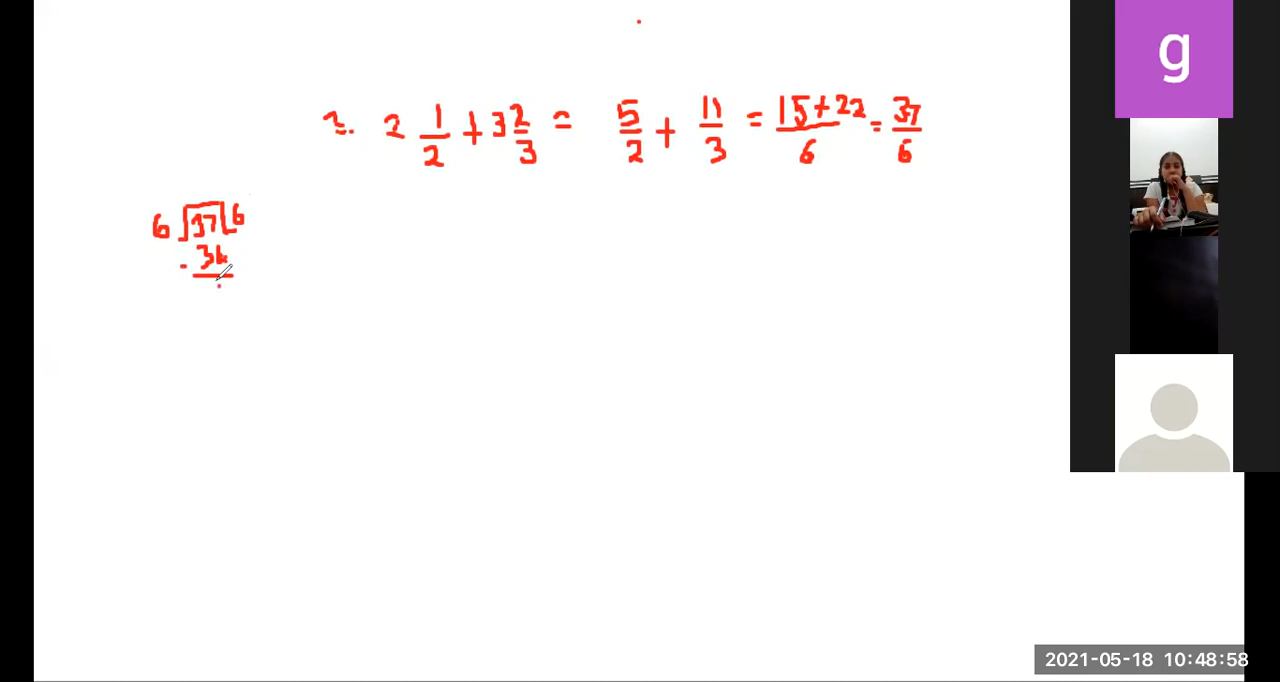 g
2. 2 1/2 + 3 2/3 = 5/2 + 11/3 = 15+22/6 = 37/6
6 37 6
- 36
2021-05-18 10:48:58